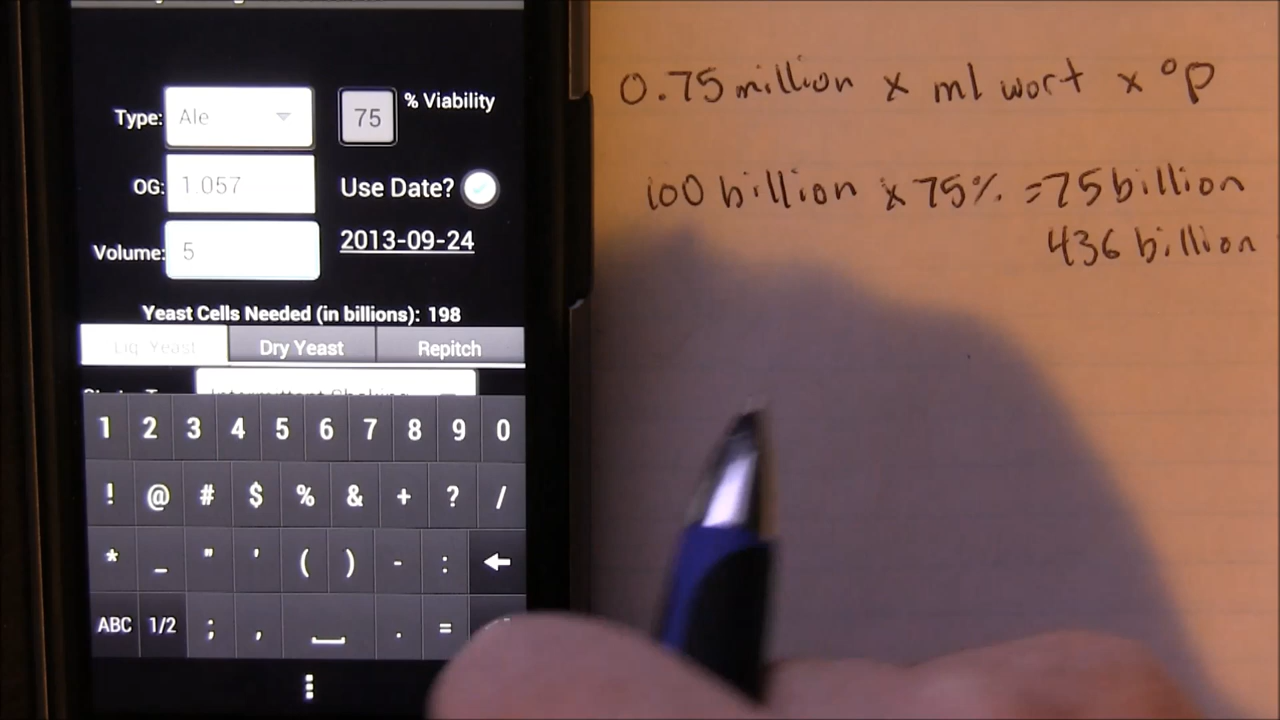 Type: Ale
75 % Viability
OG: 1.057
Use Date?
Volume: 5
2013-09-24
Yeast Cells Needed (in billions): 198
Liq. Yeast Dry Yeast Repitch
1 2 3 4 5 6 7 8 9 0
! @ # $ % & + ? /
* _ " ' ( ) - :
ABC 1/2 ; , . =
0.75 million x ml wort x °P
100 billion x 75% = 75 billion
436 billion